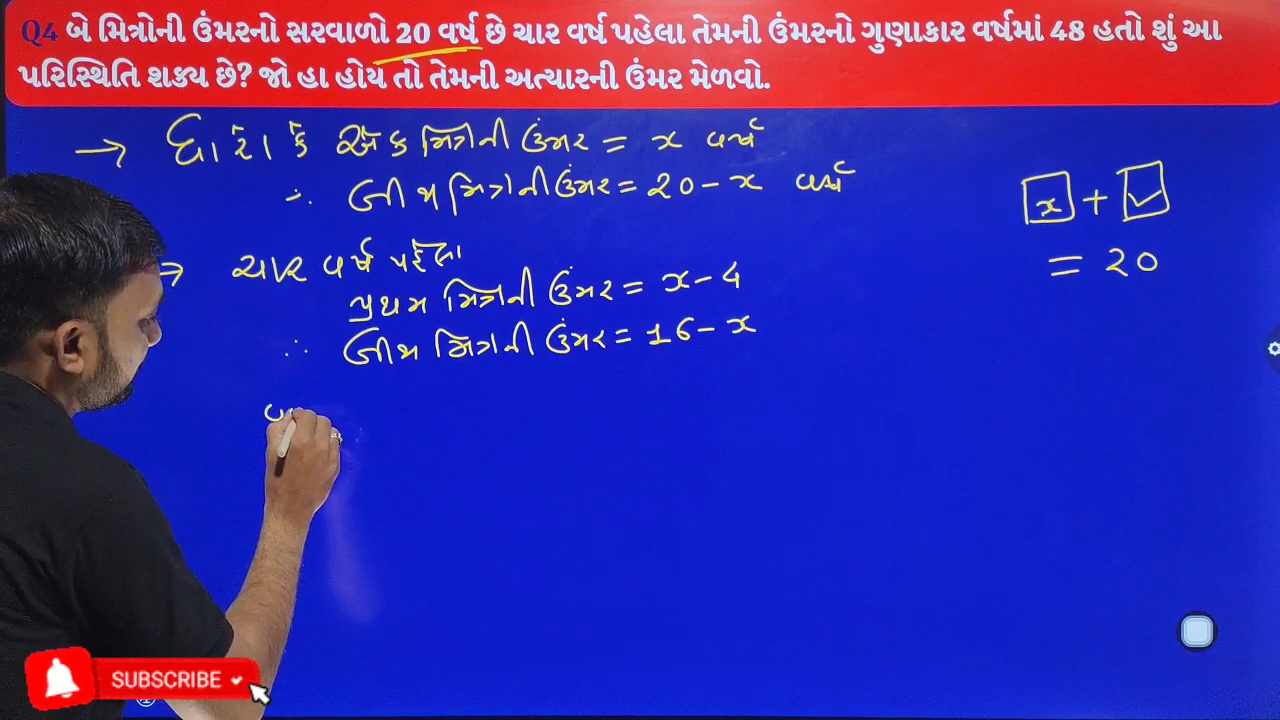 Q4 બે મિત્રોની ઉંમરનો સરવાળો 20 વર્ષ છે ચાર વર્ષ પહેલા તેમની ઉંમરનો ગુણાકાર વર્ષમાં 48 હતો શું આ
પરિસ્થિતિ શક્ય છે? જો હા હોય તો તેમની અત્યારની ઉંમર મેળવો.
→ ધારો કે એક મિત્રની ઉંમર = x વર્ષ
∴ બીજા મિત્રની ઉંમર = 20 - x વર્ષ
x + ✓
= 20
→ ચાર વર્ષ પહેલા
પ્રથમ મિત્રની ઉંમર = x - 4
∴ બીજા મિત્રની ઉંમર = 16 - x
SUBSCRIBE